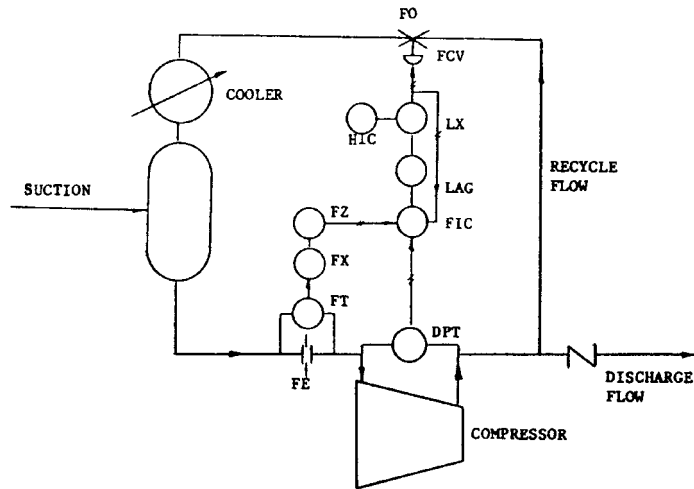 FO
FCV
COOLER
LX
HIC
SUCTION
LAG
RECYCLE
FLOW
FZ
FIC
FX
FT
DPT
FE
DISCHARGE
FLOW
COMPRESSOR